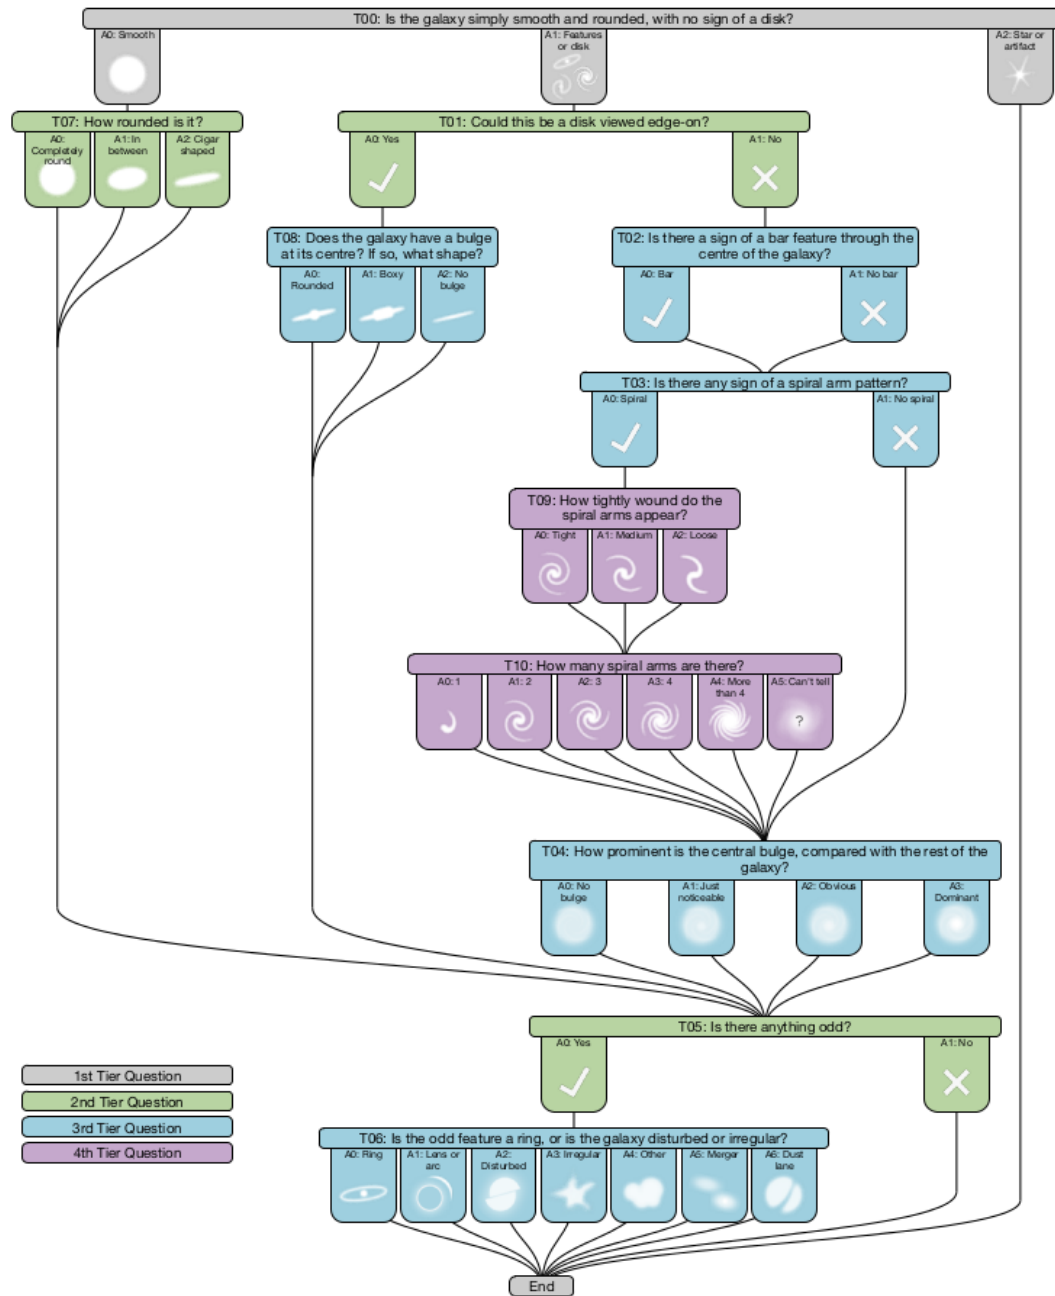 T00: Is the galaxy simply smooth and rounded, with no sign of a disk?
A0: Smooth
A1: Features
or disk
A2: Star or
artifact
T07: How rounded is it?
A0:
Completely
round
A1: In
between
A2: Cigar
shaped
T01: Could this be a disk viewed edge-on?
A0: Yes
A1: No
T08: Does the galaxy have a bulge
at its centre? If so, what shape?
A0:
Rounded
A1: Boxy
A2: No
bulge
T02: Is there a sign of a bar feature through the
centre of the galaxy?
A0: Bar
A1: No bar
T03: Is there any sign of a spiral arm pattern?
A0: Spiral
A1: No spiral
T09: How tightly wound do the
spiral arms appear?
A0: Tight
A1: Medium
A2: Loose
T10: How many spiral arms are there?
A0: 1
A1: 2
A2: 3
A3: 4
A4: More
than 4
A5: Can't tell
?
T04: How prominent is the central bulge, compared with the rest of the
galaxy?
A0: No
bulge
A1: Just
noticeable
A2: Obvious
A3:
Dominant
T05: Is there anything odd?
A0: Yes
A1: No
T06: Is the odd feature a ring, or is the galaxy disturbed or irregular?
A0: Ring
A1: Lens or
arc
A2:
Disturbed
A3: Irregular
A4: Other
A5: Merger
A6: Dust
lane
End
1st Tier Question
2nd Tier Question
3rd Tier Question
4th Tier Question